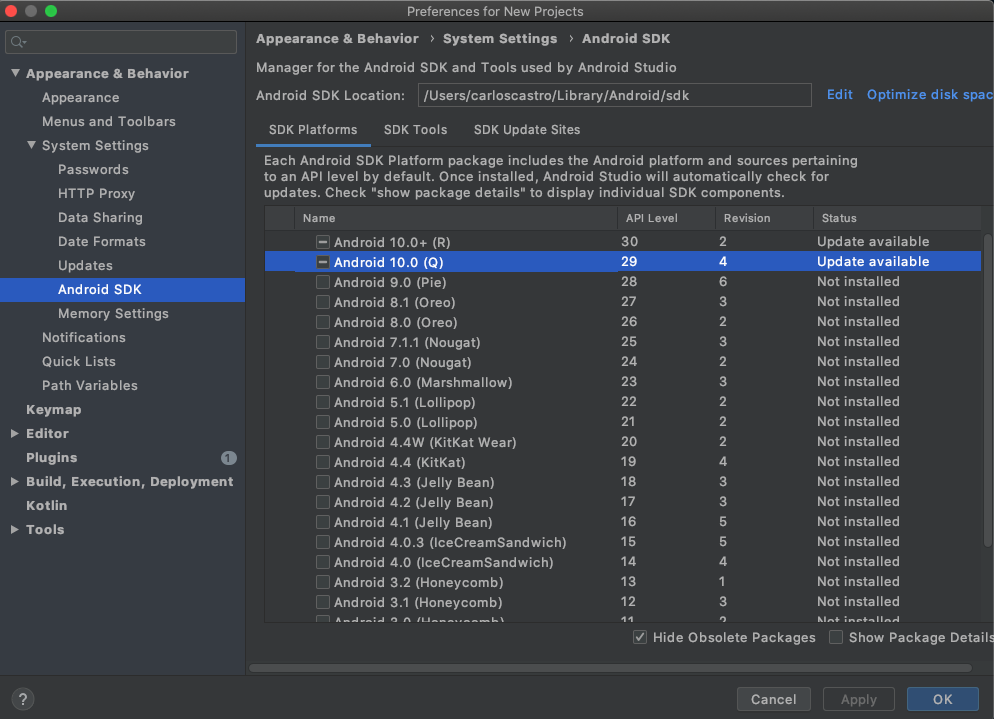 Preferences for New Projects
Appearance & Behavior
Appearance
Menus and Toolbars
System Settings
Passwords
HTTP Proxy
Data Sharing
Date Formats
Updates
Android SDK
Memory Settings
Notifications
Quick Lists
Path Variables
Keymap
Editor
Plugins 1
Build, Execution, Deployment
Kotlin
Tools
Appearance & Behavior › System Settings › Android SDK
Manager for the Android SDK and Tools used by Android Studio
Android SDK Location: /Users/carloscastro/Library/Android/sdk Edit Optimize disk spac
SDK Platforms SDK Tools SDK Update Sites
Each Android SDK Platform package includes the Android platform and sources pertaining
to an API level by default. Once installed, Android Studio will automatically check for
updates. Check "show package details" to display individual SDK components.
Name API Level Revision Status
Android 10.0+ (R) 30 2 Update available
Android 10.0 (Q) 29 4 Update available
Android 9.0 (Pie) 28 6 Not installed
Android 8.1 (Oreo) 27 3 Not installed
Android 8.0 (Oreo) 26 2 Not installed
Android 7.1.1 (Nougat) 25 3 Not installed
Android 7.0 (Nougat) 24 2 Not installed
Android 6.0 (Marshmallow) 23 3 Not installed
Android 5.1 (Lollipop) 22 2 Not installed
Android 5.0 (Lollipop) 21 2 Not installed
Android 4.4W (KitKat Wear) 20 2 Not installed
Android 4.4 (KitKat) 19 4 Not installed
Android 4.3 (Jelly Bean) 18 3 Not installed
Android 4.2 (Jelly Bean) 17 3 Not installed
Android 4.1 (Jelly Bean) 16 5 Not installed
Android 4.0.3 (IceCreamSandwich) 15 5 Not installed
Android 4.0 (IceCreamSandwich) 14 4 Not installed
Android 3.2 (Honeycomb) 13 1 Not installed
Android 3.1 (Honeycomb) 12 3 Not installed
Android 3.0 (Honeycomb) 11 2 Not installed
Hide Obsolete Packages Show Package Details
? Cancel Apply OK